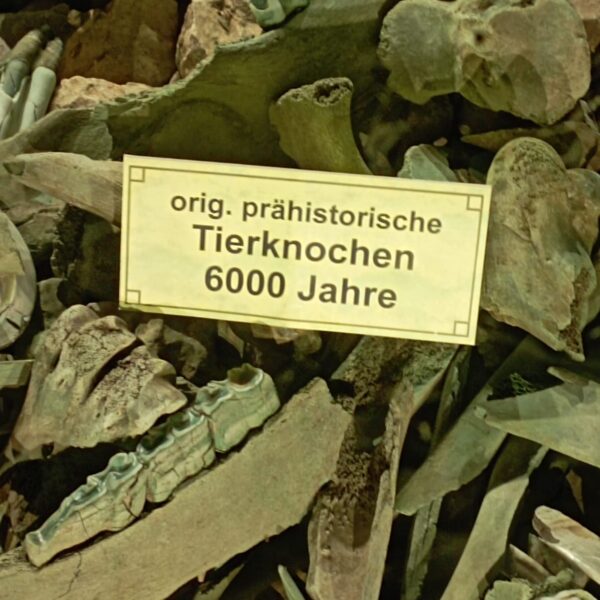 orig. prähistorische
Tierknochen
6000 Jahre